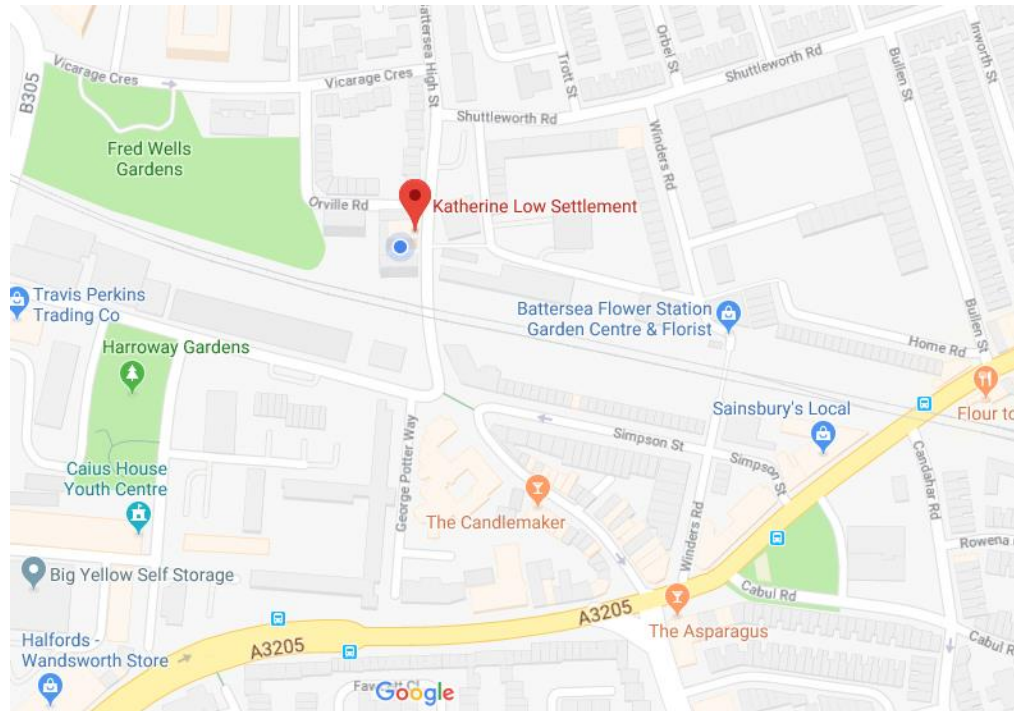 B305
Vicarage Cres
Vicarage Cres
Battersea High St
Trott St
Orbel St
Shuttleworth Rd
Bullen St
Inworth St
Shuttleworth Rd
Winders Rd
Fred Wells
Gardens
Orville Rd
Katherine Low Settlement
Travis Perkins
Trading Co
Battersea Flower Station
Garden Centre & Florist
Bullen St
Home Rd
Harroway Gardens
Flour to
Sainsbury's Local
Simpson St
Simpson St
Candahar Rd
George Potter Way
Caius House
Youth Centre
The Candlemaker
Winders Rd
Rowena
Big Yellow Self Storage
Cabul Rd
A3205
The Asparagus
Halfords -
Wandsworth Store
A3205
Cabul Rd
Google